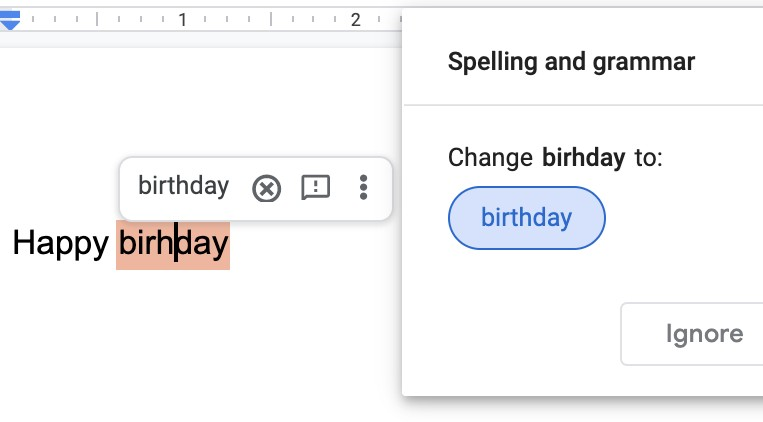 1 2
Spelling and grammar
Change birhday to:
birthday
birthday
Happy birhday
Ignore